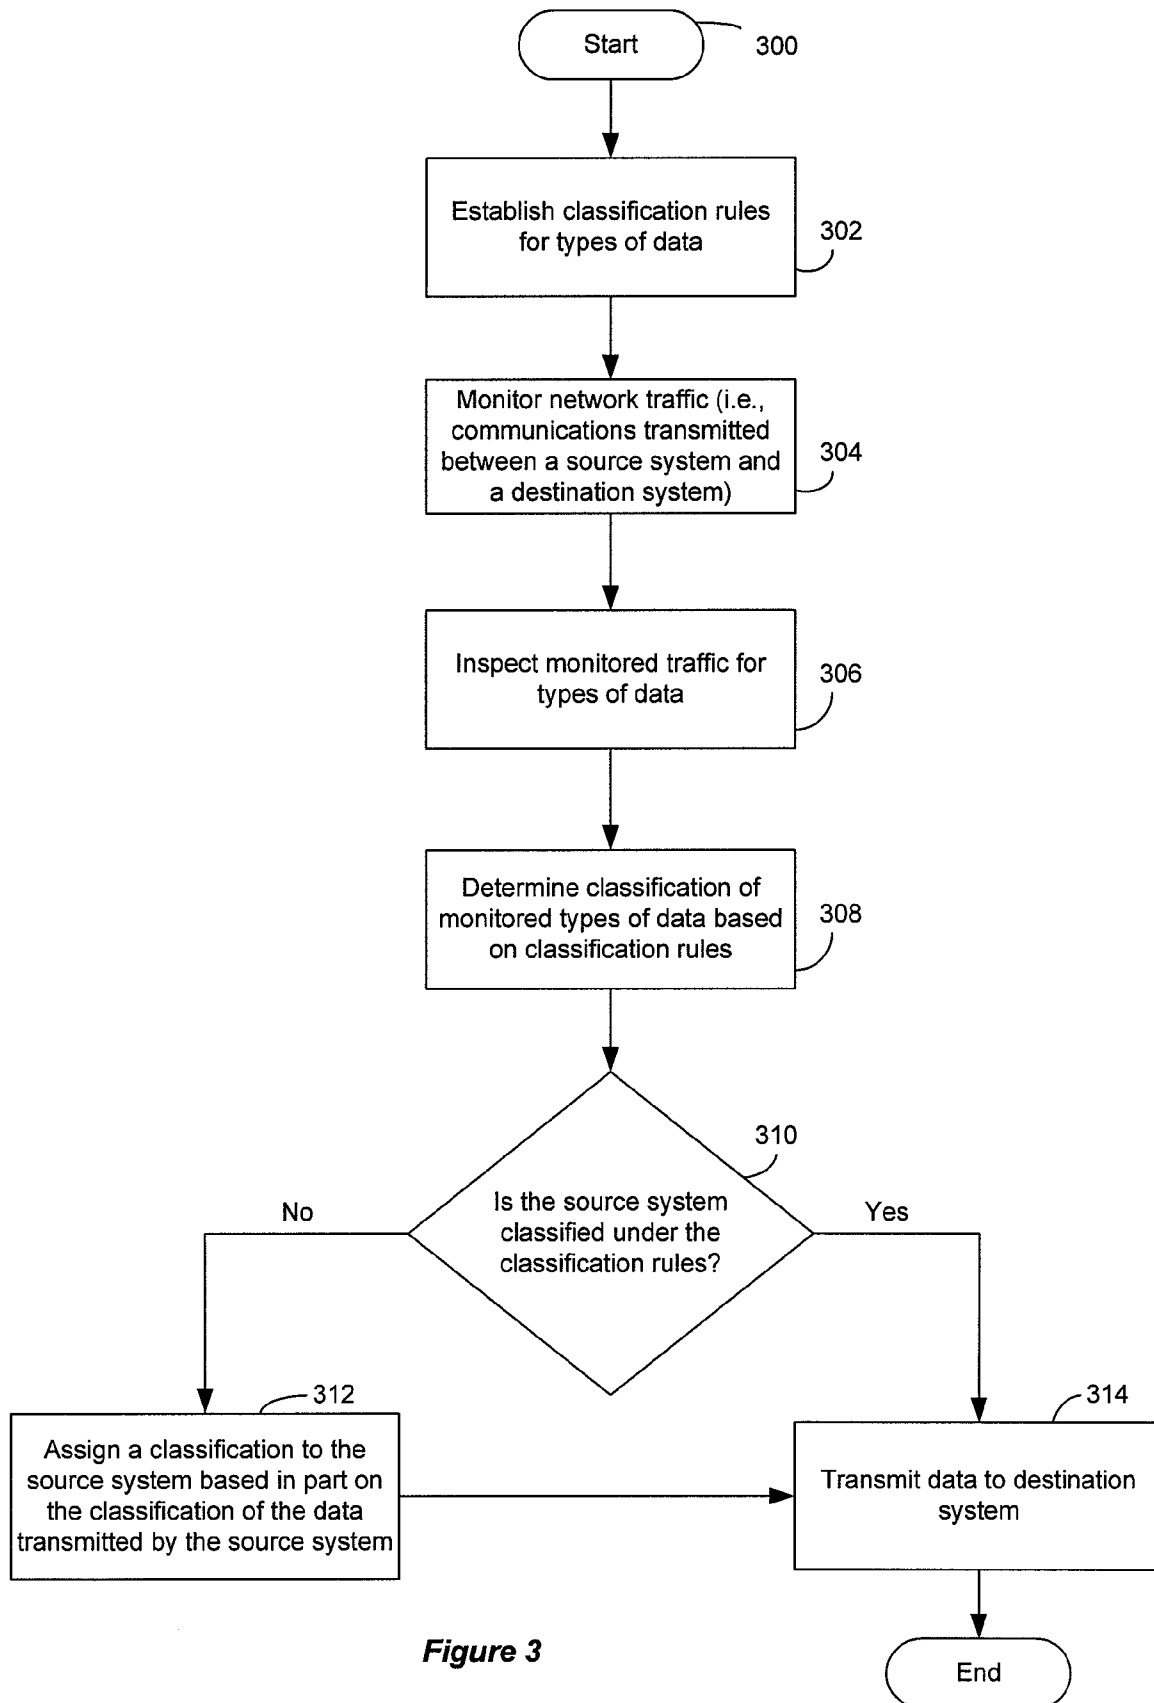 Start
300
Establish classification rules
for types of data
302
Monitor network traffic (i.e.,
communications transmitted
between a source system and
a destination system)
304
Inspect monitored traffic for
types of data
306
Determine classification of
monitored types of data based
on classification rules
308
310
Is the source system
classified under the
classification rules?
No
Yes
312
Assign a classification to the
source system based in part on
the classification of the data
transmitted by the source system
314
Transmit data to destination
system
Figure 3
End